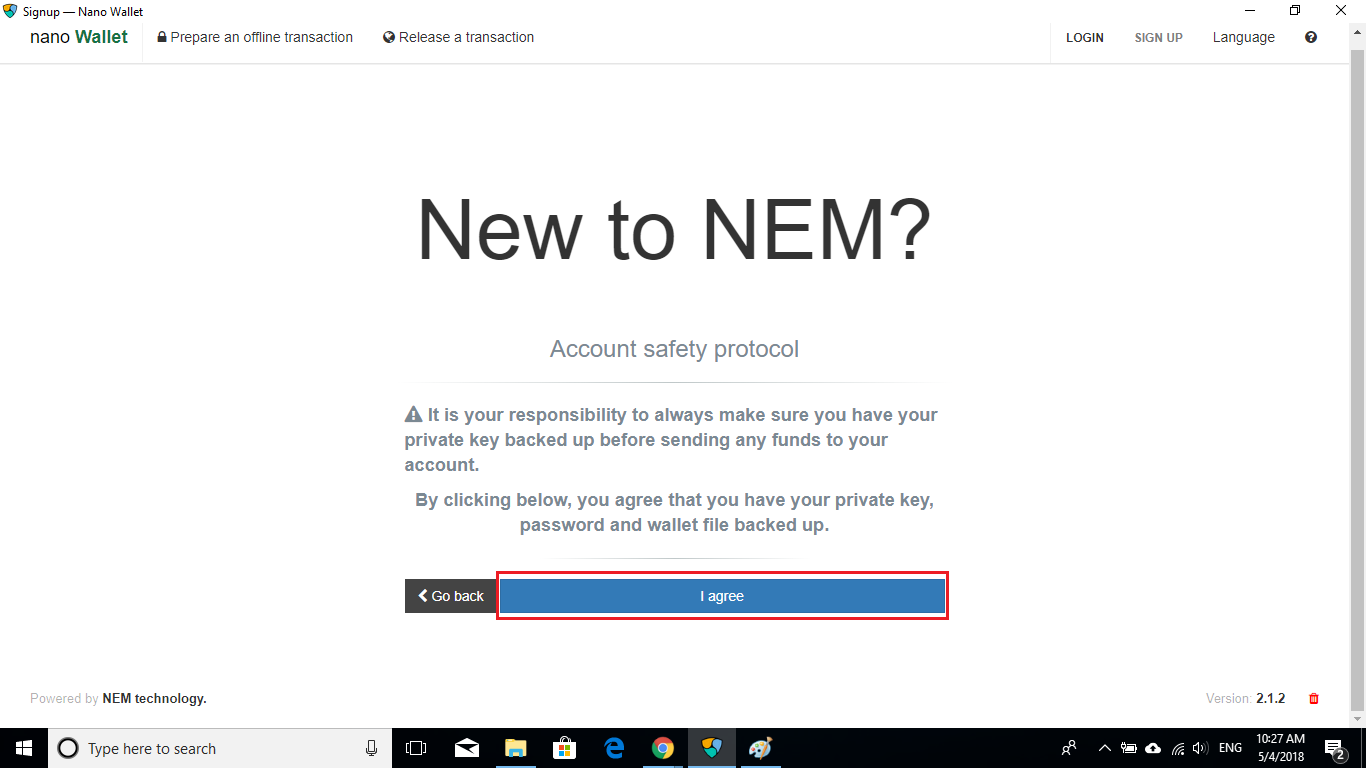 Signup — Nano Wallet
nano Wallet
Prepare an offline transaction
Release a transaction
LOGIN
SIGN UP
Language
New to NEM?
Account safety protocol
It is your responsibility to always make sure you have your
private key backed up before sending any funds to your
account.
By clicking below, you agree that you have your private key,
password and wallet file backed up.
Go back
I agree
Powered by NEM technology.
Version: 2.1.2
Type here to search
ENG
10:27 AM
5/4/2018
2